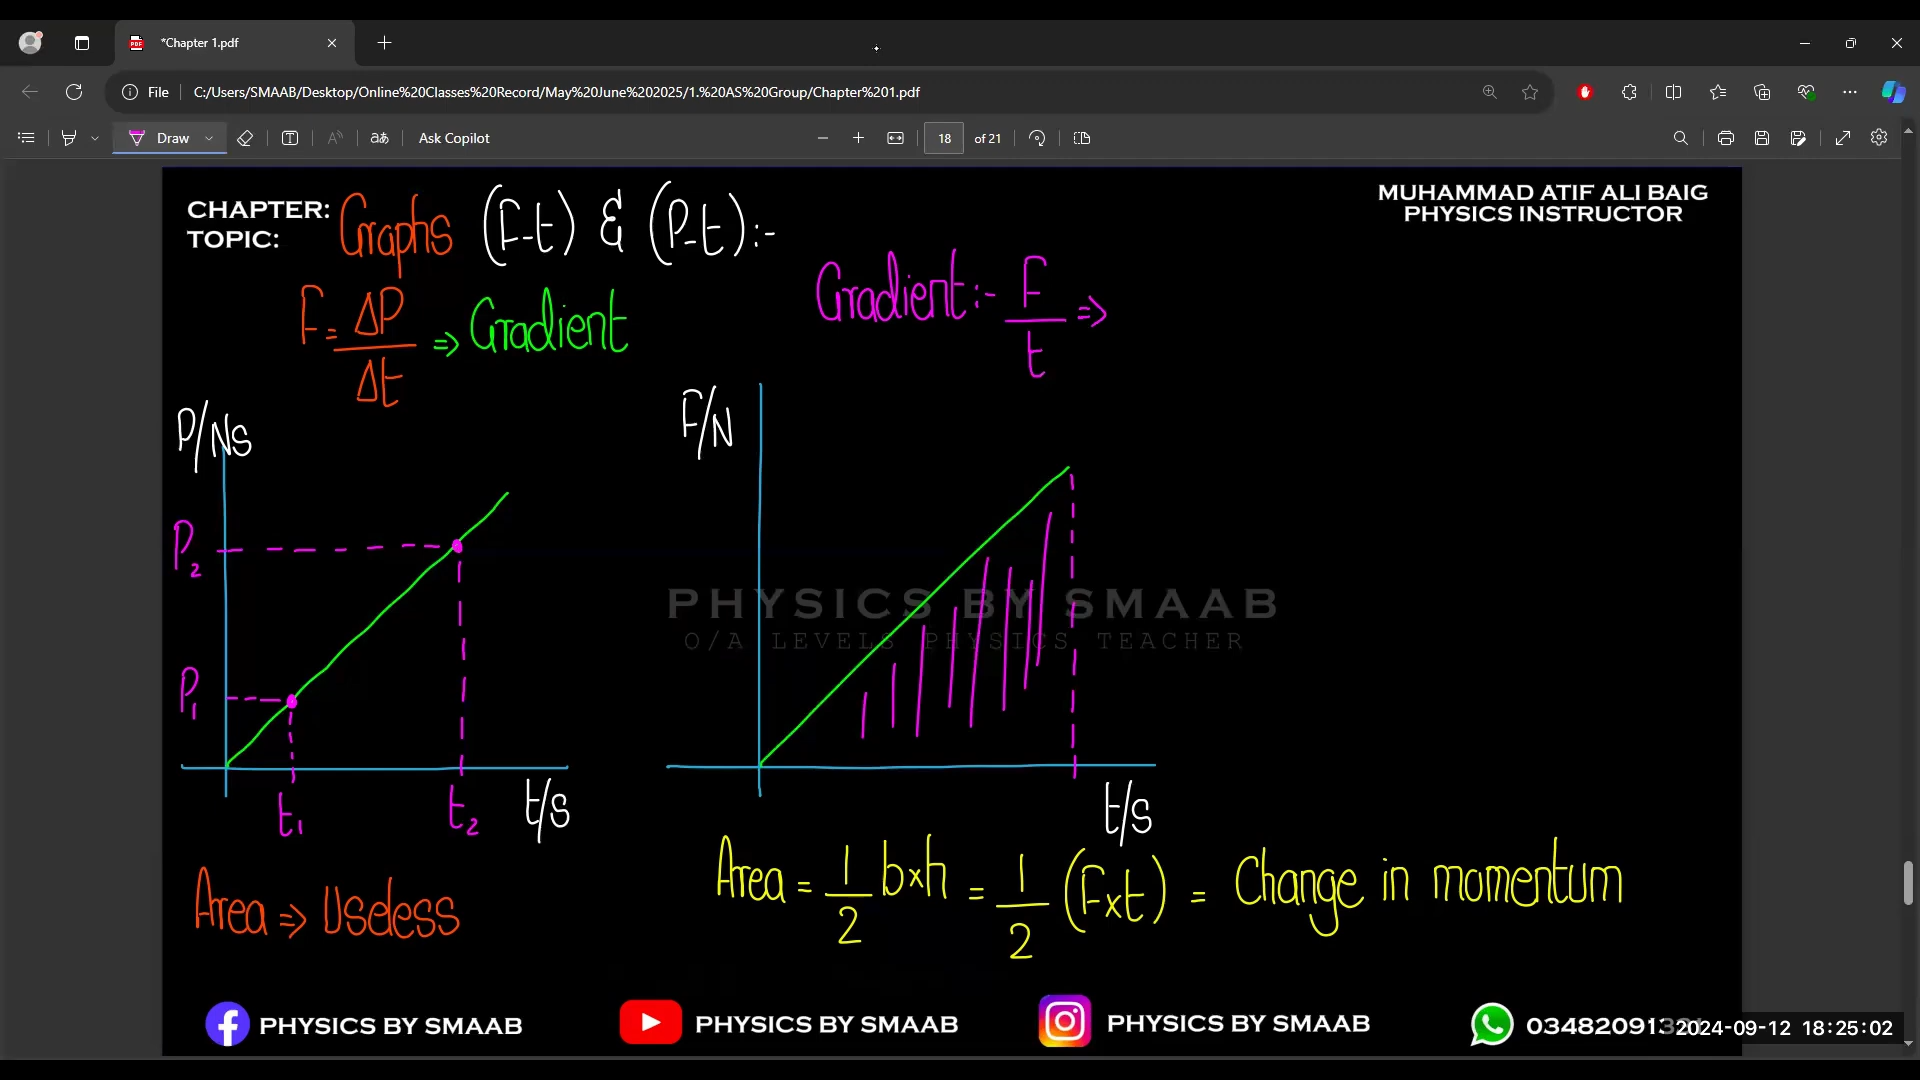 *Chapter 1.pdf
File
C:/Users/SMAAB/Desktop/Online%20Classes%20Record/May%20June%202025/1.%20AS%20Group/Chapter%201.pdf
Draw
Ask Copilot
18 of 21
CHAPTER:
TOPIC:
Graphs (F-t) & (P-t):-
MUHAMMAD ATIF ALI BAIG
PHYSICS INSTRUCTOR
F = ΔP/Δt ⇒ Gradient
Gradient:- F/t ⇒
P/Ns
P₂
P₁
t₁
t₂
t/s
F/N
t/s
PHYSICS BY SMAAB
O/A LEVELS PHYSICS TEACHER
Area ⇒ Useless
Area = 1/2 b×h = 1/2 (F×t) = Change in momentum
PHYSICS BY SMAAB
PHYSICS BY SMAAB
PHYSICS BY SMAAB
034820913
2024-09-12 18:25:02